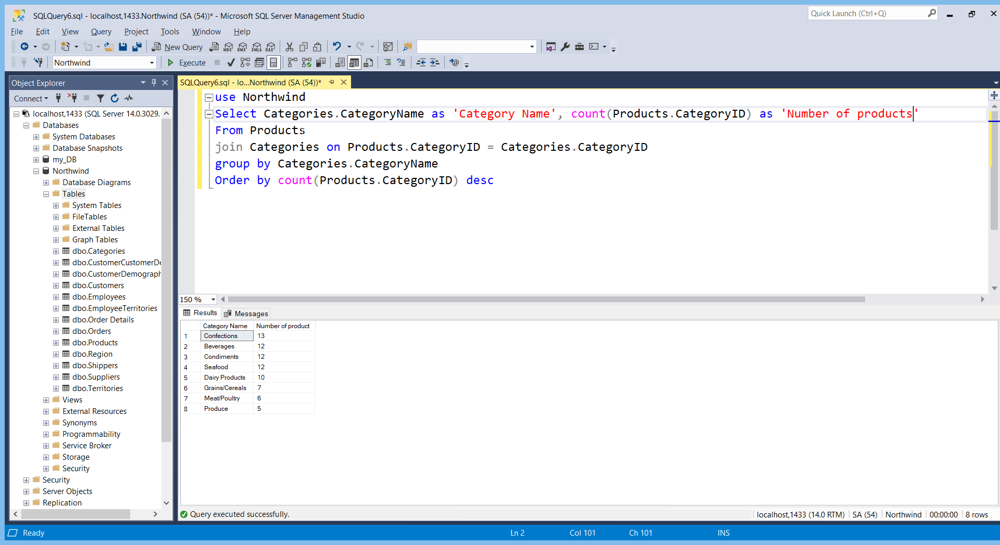 SQLQuery6.sql - localhost,1433.Northwind (SA (54))* - Microsoft SQL Server Management Studio
Quick Launch (Ctrl+Q)
File Edit View Query Project Tools Window Help
New Query MDX DMX XMLA DAX
Northwind Execute
Object Explorer
SQLQuery6.sql - lo...Northwind (SA (54))*
Connect
localhost,1433 (SQL Server 14.0.3029.
Databases
System Databases
Database Snapshots
my_DB
Northwind
Database Diagrams
Tables
System Tables
FileTables
External Tables
Graph Tables
dbo.Categories
dbo.CustomerCustomerDe
dbo.CustomerDemograph
dbo.Customers
dbo.Employees
dbo.EmployeeTerritories
dbo.Order Details
dbo.Orders
dbo.Products
dbo.Region
dbo.Shippers
dbo.Suppliers
dbo.Territories
Views
External Resources
Synonyms
Programmability
Service Broker
Storage
Security
Security
Server Objects
Replication
use Northwind
Select Categories.CategoryName as 'Category Name', count(Products.CategoryID) as 'Number of products'
From Products
join Categories on Products.CategoryID = Categories.CategoryID
group by Categories.CategoryName
Order by count(Products.CategoryID) desc
150 %
Results Messages
Category Name Number of product
1 Confections 13
2 Beverages 12
3 Condiments 12
4 Seafood 12
5 Dairy Products 10
6 Grains/Cereals 7
7 Meat/Poultry 6
8 Produce 5
Query executed successfully. localhost,1433 (14.0 RTM) SA (54) Northwind 00:00:00 8 rows
Ready Ln 2 Col 101 Ch 101 INS